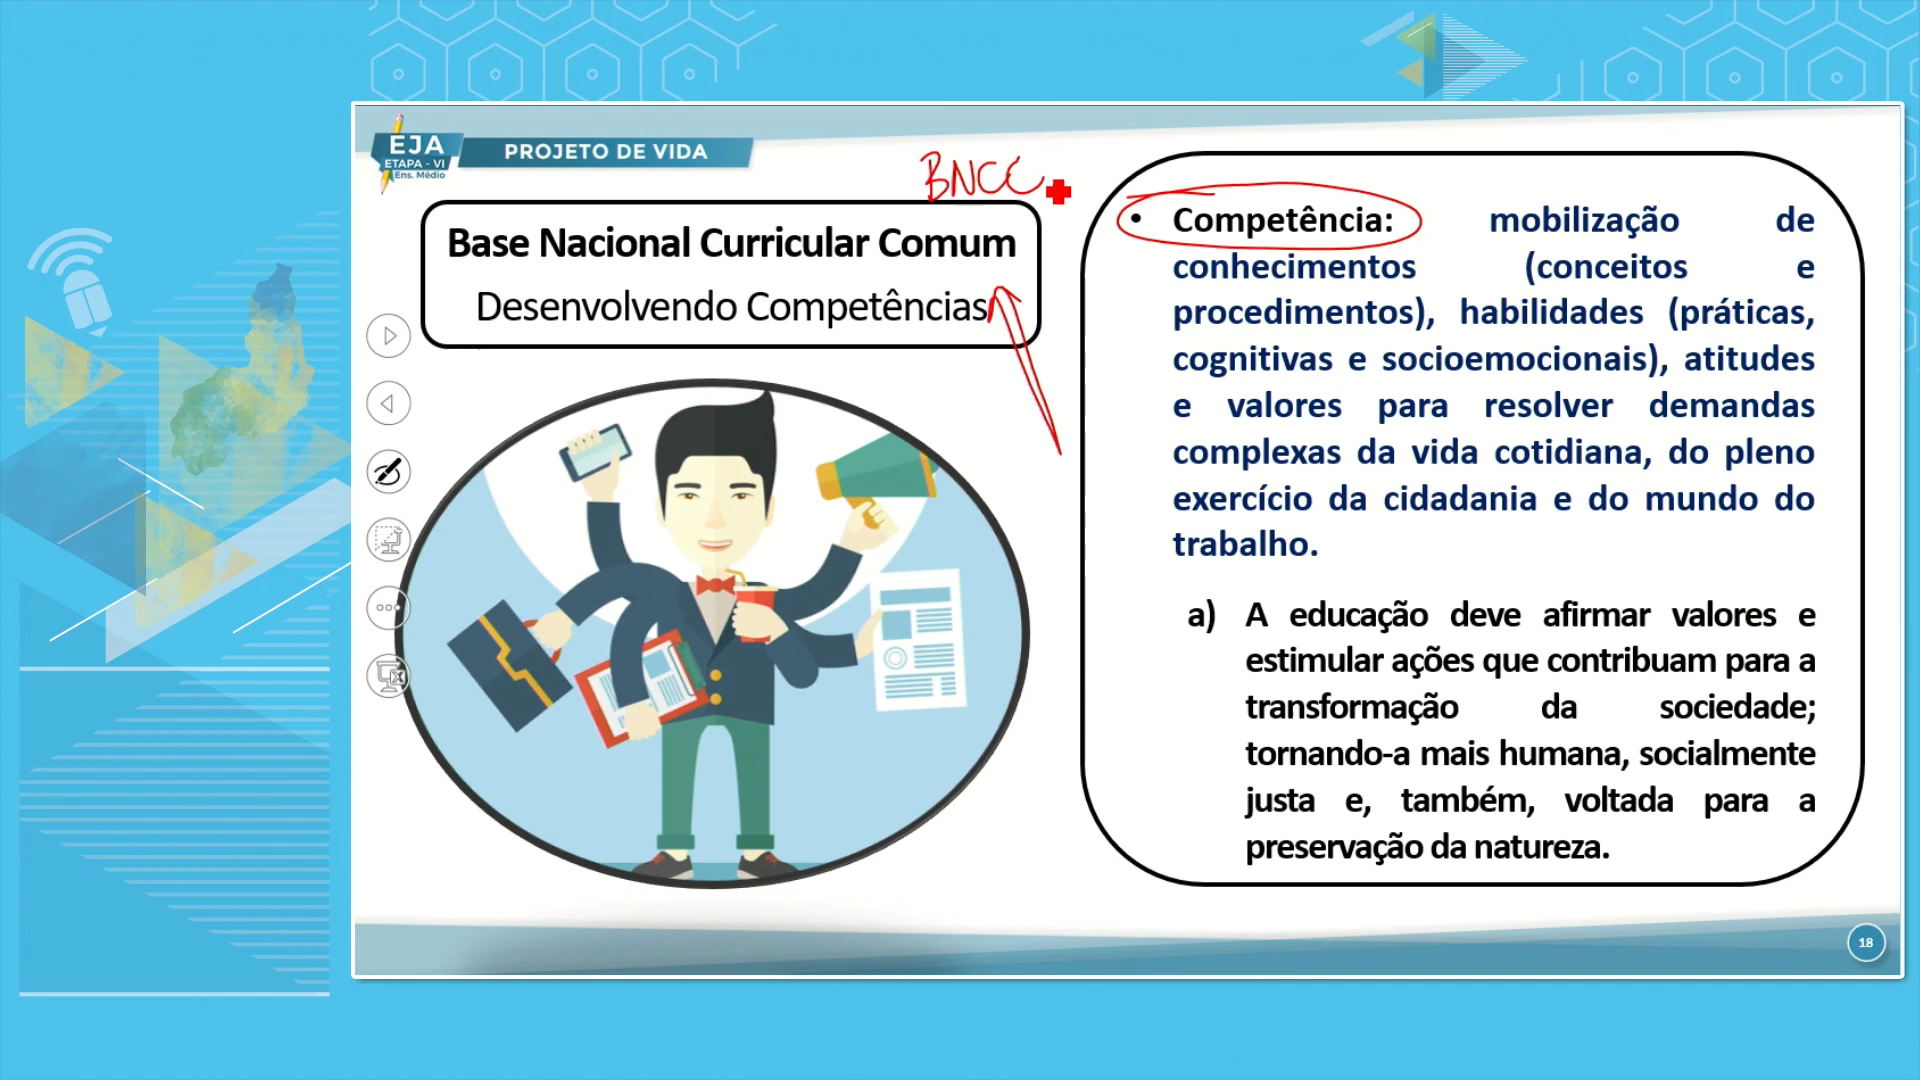 EJA
ETAPA - VI
Ens. Médio
PROJETO DE VIDA
BNCC
Base Nacional Curricular Comum
Desenvolvendo Competências
• Competência: mobilização de
conhecimentos (conceitos e
procedimentos), habilidades (práticas,
cognitivas e socioemocionais), atitudes
e valores para resolver demandas
complexas da vida cotidiana, do pleno
exercício da cidadania e do mundo do
trabalho.
a) A educação deve afirmar valores e
estimular ações que contribuam para a
transformação da sociedade;
tornando-a mais humana, socialmente
justa e, também, voltada para a
preservação da natureza.
18